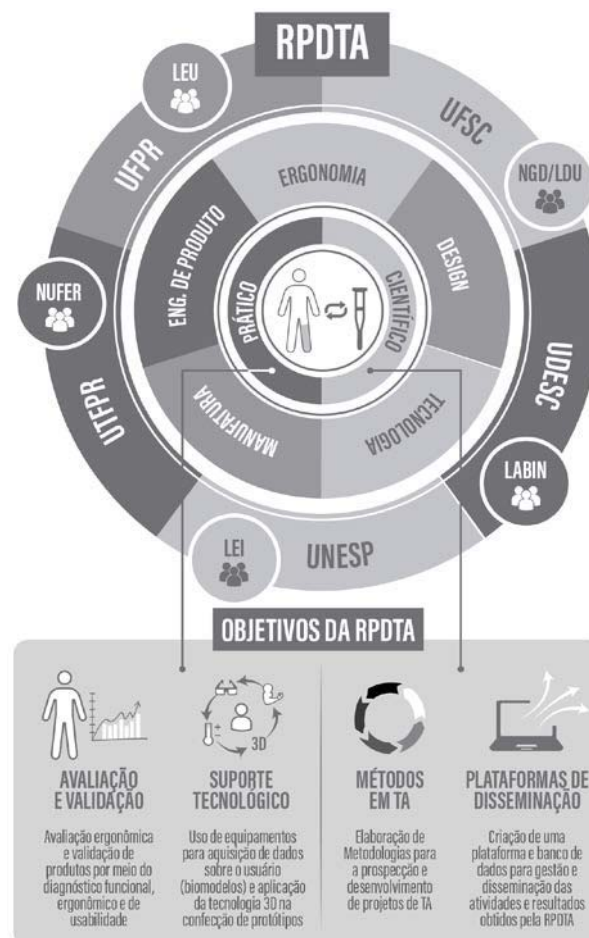 RPDTA
LEU
UFPR
UFSC
NGD/LDU
ERGONOMIA
ENG. DE PRODUTO
DESIGN
PRÁTICO
CIENTÍFICO
NUFER
UTFPR
UDESC
MANUFATURA
TECNOLOGIA
LABIN
LEI
UNESP
OBJETIVOS DA RPDTA
3D
AVALIAÇÃO
E VALIDAÇÃO
Avaliação ergonômica
e validação de
produtos por meio do
diagnóstico funcional,
ergonômico e de
usabilidade
SUPORTE
TECNOLÓGICO
Uso de equipamentos
para aquisição de dados
sobre o usuário
(biomodelos) e aplicação
da tecnologia 3D na
confecção de protótipos
MÉTODOS
EM TA
Elaboração de
Metodologias para
a prospecção e
desenvolvimento
de projetos de TA
PLATAFORMAS DE
DISSEMINAÇÃO
Criação de uma
plataforma e banco de
dados para gestão e
disseminação das
atividades e resultados
obtidos pela RPDTA